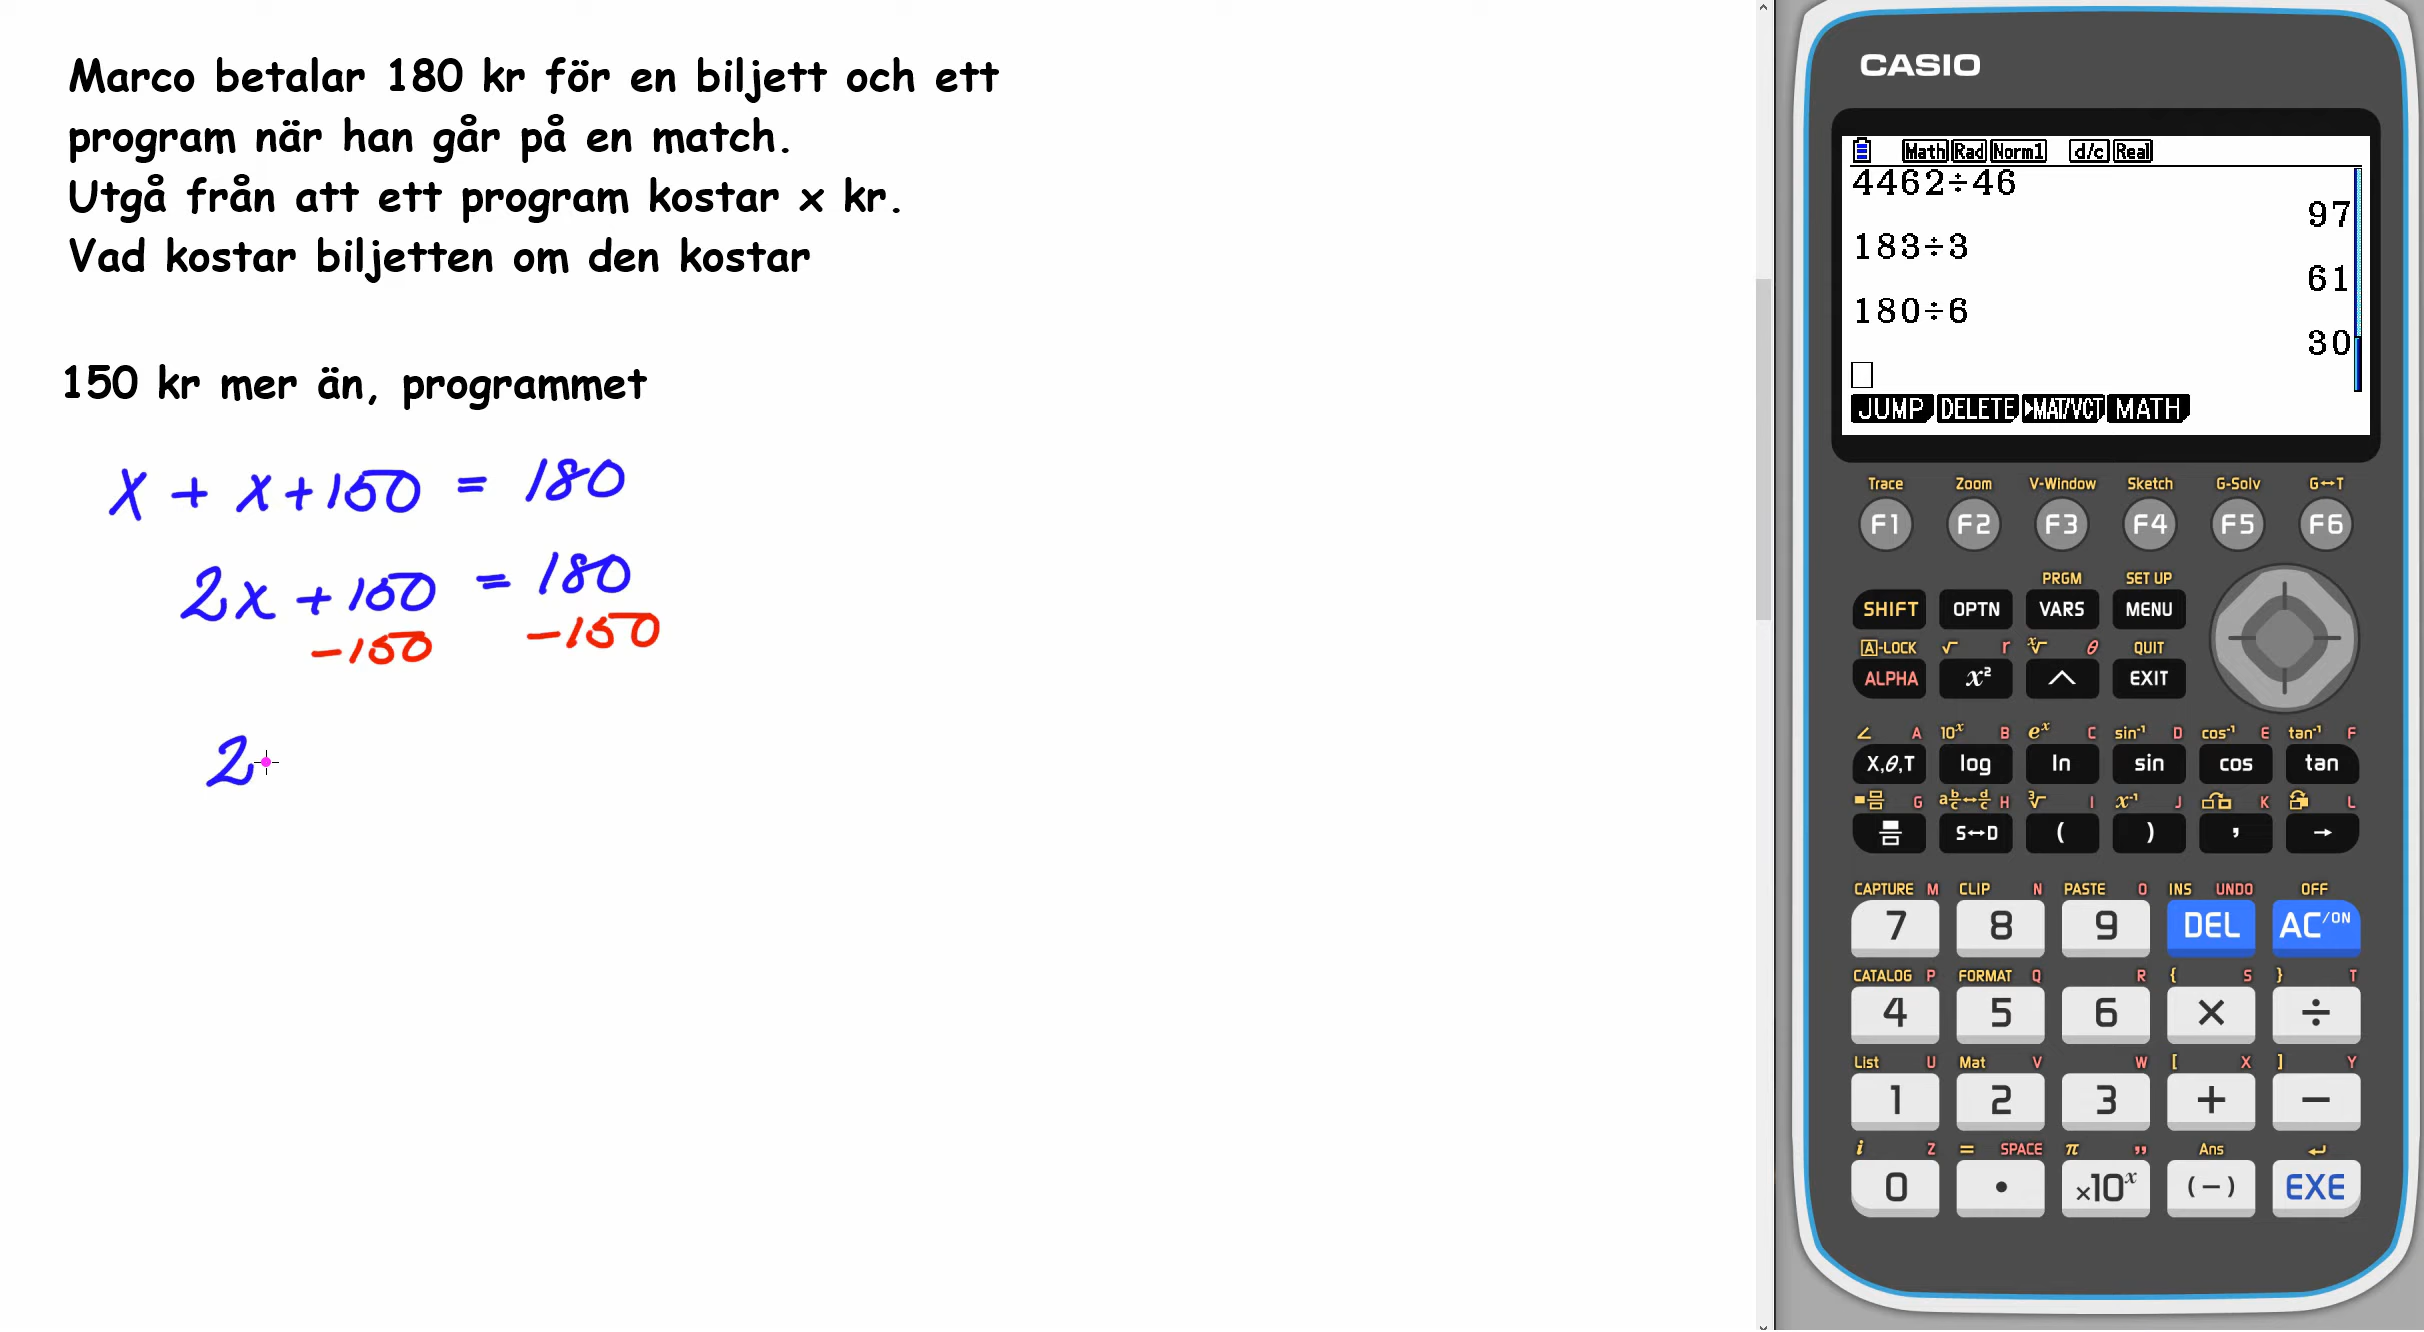 Marco betalar 180 kr för en biljett och ett
program när han går på en match.
Utgå från att ett program kostar x kr.
Vad kostar biljetten om den kostar
150 kr mer än, programmet
x + x+150 = 180
2x +150 = 180
-150 -150
2
CASIO
Math Rad Norm1 d/c Real
4462÷46
97
183÷3
61
180÷6
30
JUMP DELETE ▶MAT/VCT MATH
Trace Zoom V-Window Sketch G-Solv G↔T
F1 F2 F3 F4 F5 F6
PRGM SET UP
SHIFT OPTN VARS MENU
A-LOCK √ r ˣ√ θ QUIT
ALPHA x² ^ EXIT
∠ A 10ˣ B eˣ C sin⁻¹ D cos⁻¹ E tan⁻¹ F
X,θ,T log ln sin cos tan
G a b/c↔d/c H ³√ I x⁻¹ J K L
S↔D ( ) , →
CAPTURE M CLIP N PASTE O INS UNDO OFF
7 8 9 DEL AC/ON
CATALOG P FORMAT Q R { S } T
4 5 6 × ÷
List U Mat V W [ X ] Y
1 2 3 + −
i Z = SPACE π " Ans ↵
0 • ×10ˣ (−) EXE